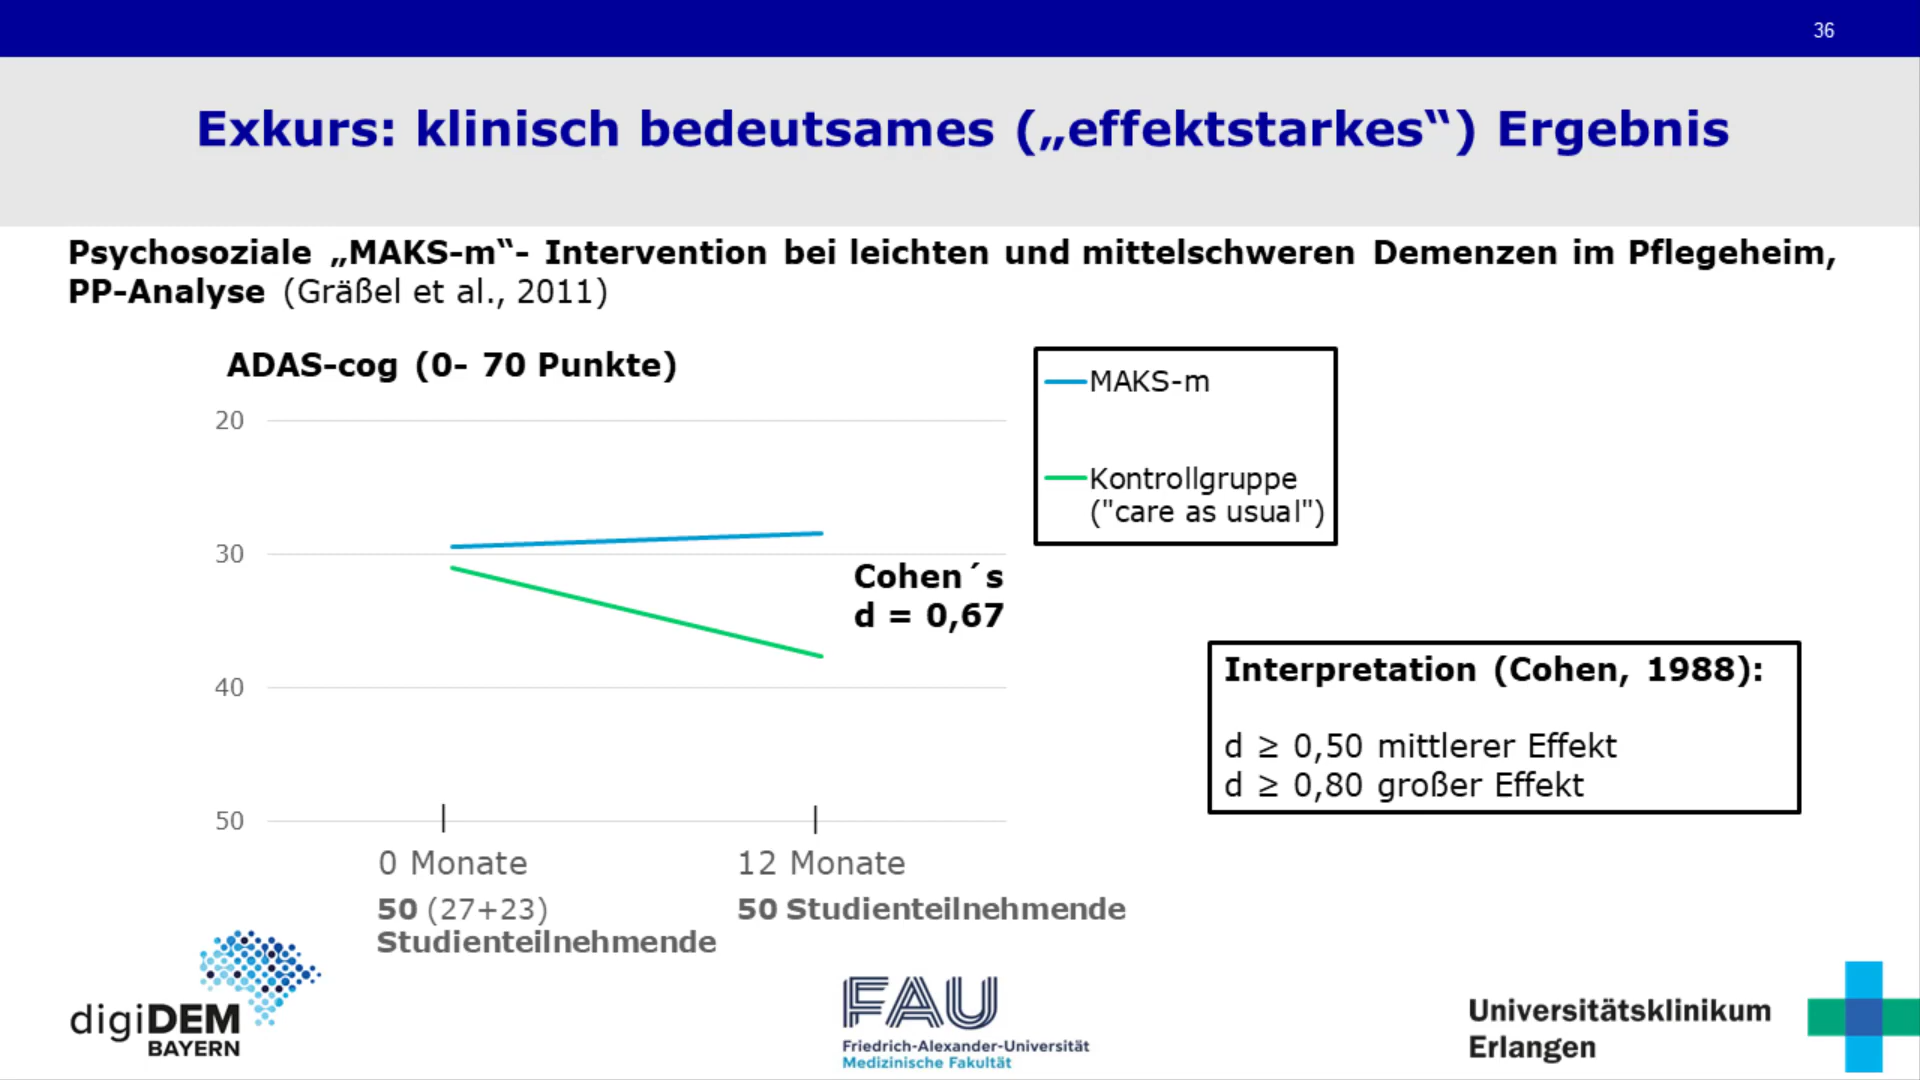 36
Exkurs: klinisch bedeutsames („effektstarkes“) Ergebnis
Psychosoziale „MAKS-m“- Intervention bei leichten und mittelschweren Demenzen im Pflegeheim,
PP-Analyse (Gräßel et al., 2011)
ADAS-cog (0- 70 Punkte)
20
30
40
50
MAKS-m
Kontrollgruppe
("care as usual")
Cohen´s
d = 0,67
Interpretation (Cohen, 1988):
d ≥ 0,50 mittlerer Effekt
d ≥ 0,80 großer Effekt
0 Monate
12 Monate
50 (27+23)
Studienteilnehmende
50 Studienteilnehmende
digiDEM
BAYERN
FAU
Friedrich-Alexander-Universität
Medizinische Fakultät
Universitätsklinikum
Erlangen